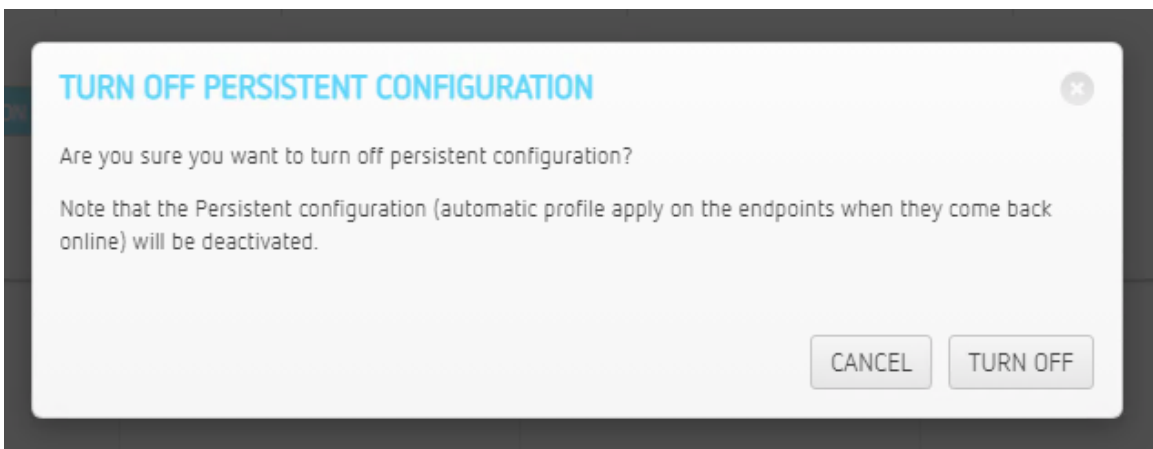 TURN OFF PERSISTENT CONFIGURATION
Are you sure you want to turn off persistent configuration?
Note that the Persistent configuration (automatic profile apply on the endpoints when they come back
online) will be deactivated.
CANCEL TURN OFF